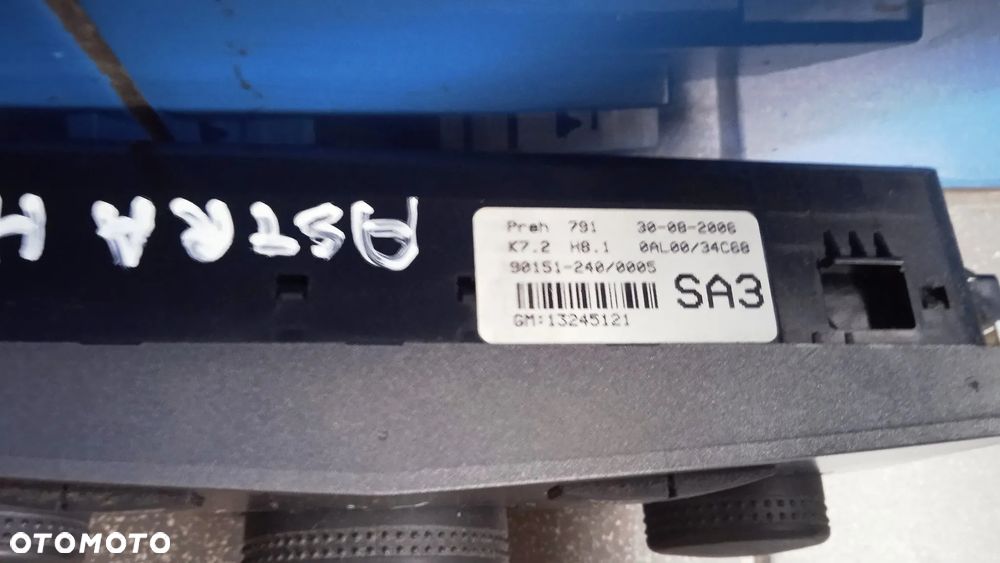 ASTRA H
Preh 791 30-08-2006
K7.2 H8.1 0AL00/34C68
90151-240/0005
SA3
GM:13245121
OTOMOTO